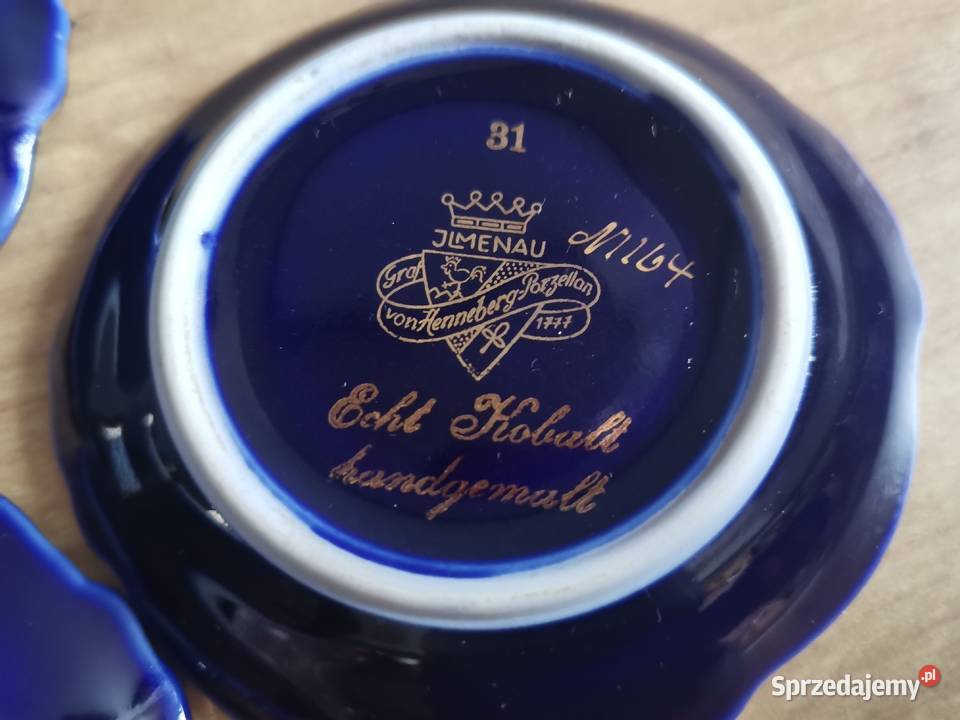 31
JLMENAU
Graf
von Henneberg-Porzellan
1777
Echt Kobalt
handgemalt
Sprzedajemy.pl